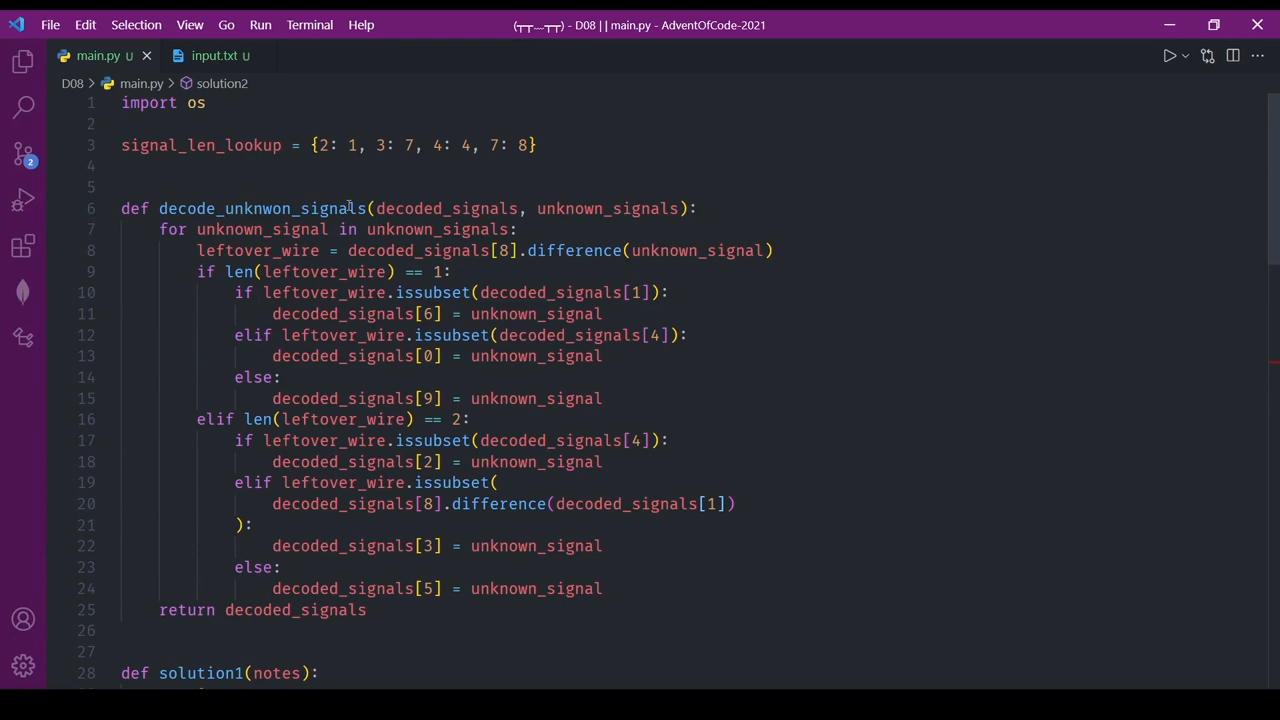 File Edit Selection View Go Run Terminal Help (┬┬﹏┬┬) - D08 | | main.py - AdventOfCode-2021
main.py U input.txt U
D08 > main.py > solution2
1 import os
2
3 signal_len_lookup = {2: 1, 3: 7, 4: 4, 7: 8}
4
5
6 def decode_unknwon_signals(decoded_signals, unknown_signals):
7 for unknown_signal in unknown_signals:
8 leftover_wire = decoded_signals[8].difference(unknown_signal)
9 if len(leftover_wire) == 1:
10 if leftover_wire.issubset(decoded_signals[1]):
11 decoded_signals[6] = unknown_signal
12 elif leftover_wire.issubset(decoded_signals[4]):
13 decoded_signals[0] = unknown_signal
14 else:
15 decoded_signals[9] = unknown_signal
16 elif len(leftover_wire) == 2:
17 if leftover_wire.issubset(decoded_signals[4]):
18 decoded_signals[2] = unknown_signal
19 elif leftover_wire.issubset(
20 decoded_signals[8].difference(decoded_signals[1])
21 ):
22 decoded_signals[3] = unknown_signal
23 else:
24 decoded_signals[5] = unknown_signal
25 return decoded_signals
26
27
28 def solution1(notes):
2